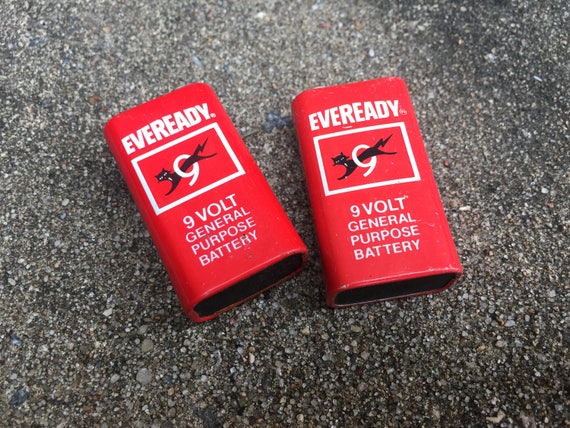 EVEREADY®
9
9 VOLT
GENERAL
PURPOSE
BATTERY
EVEREADY®
9
9 VOLT
GENERAL
PURPOSE
BATTERY